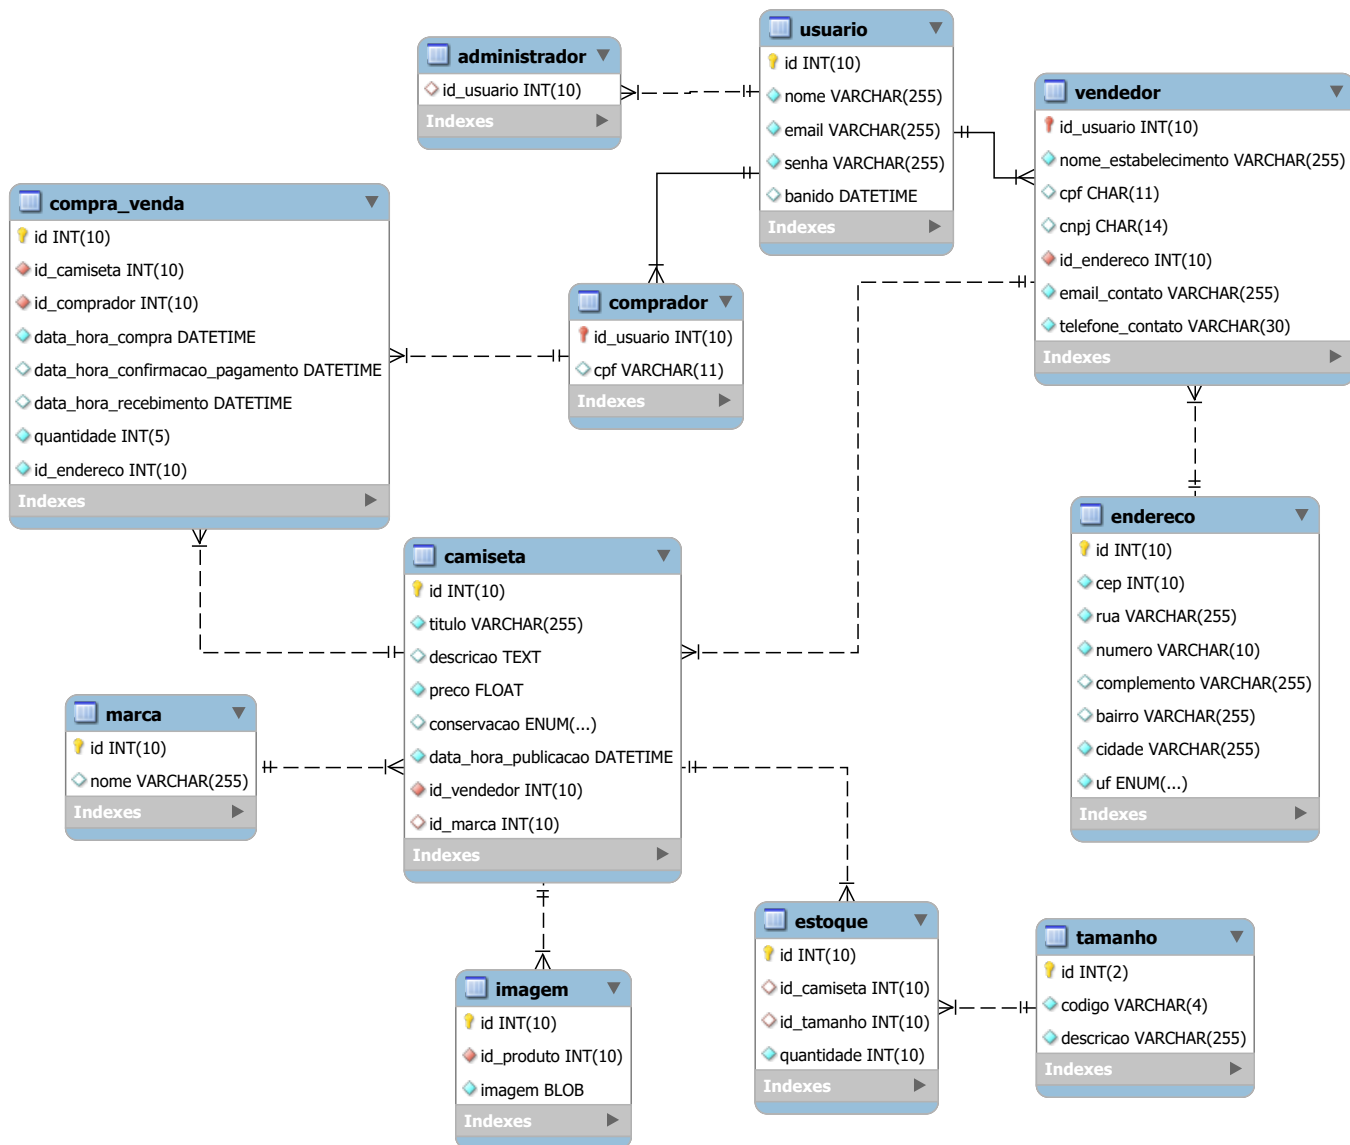 administrador
id_usuario INT(10)
Indexes
usuario
id INT(10)
nome VARCHAR(255)
email VARCHAR(255)
senha VARCHAR(255)
banido DATETIME
Indexes
vendedor
id_usuario INT(10)
nome_estabelecimento VARCHAR(255)
cpf CHAR(11)
cnpj CHAR(14)
id_endereco INT(10)
email_contato VARCHAR(255)
telefone_contato VARCHAR(30)
Indexes
compra_venda
id INT(10)
id_camiseta INT(10)
id_comprador INT(10)
data_hora_compra DATETIME
data_hora_confirmacao_pagamento DATETIME
data_hora_recebimento DATETIME
quantidade INT(5)
id_endereco INT(10)
Indexes
comprador
id_usuario INT(10)
cpf VARCHAR(11)
Indexes
endereco
id INT(10)
cep INT(10)
rua VARCHAR(255)
numero VARCHAR(10)
complemento VARCHAR(255)
bairro VARCHAR(255)
cidade VARCHAR(255)
uf ENUM(...)
Indexes
camiseta
id INT(10)
titulo VARCHAR(255)
descricao TEXT
preco FLOAT
conservacao ENUM(...)
data_hora_publicacao DATETIME
id_vendedor INT(10)
id_marca INT(10)
Indexes
marca
id INT(10)
nome VARCHAR(255)
Indexes
estoque
id INT(10)
id_camiseta INT(10)
id_tamanho INT(10)
quantidade INT(10)
Indexes
tamanho
id INT(2)
codigo VARCHAR(4)
descricao VARCHAR(255)
Indexes
imagem
id INT(10)
id_produto INT(10)
imagem BLOB
Indexes